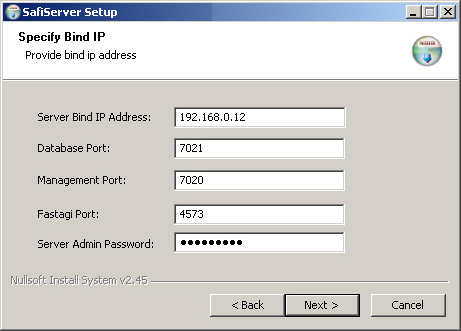 SafiServer Setup
Specify Bind IP
Provide bind ip address
Server Bind IP Address: 192.168.0.12
Database Port: 7021
Management Port: 7020
Fastagi Port: 4573
Server Admin Password: ●●●●●●●●●
Nullsoft Install System v2.45
< Back Next > Cancel